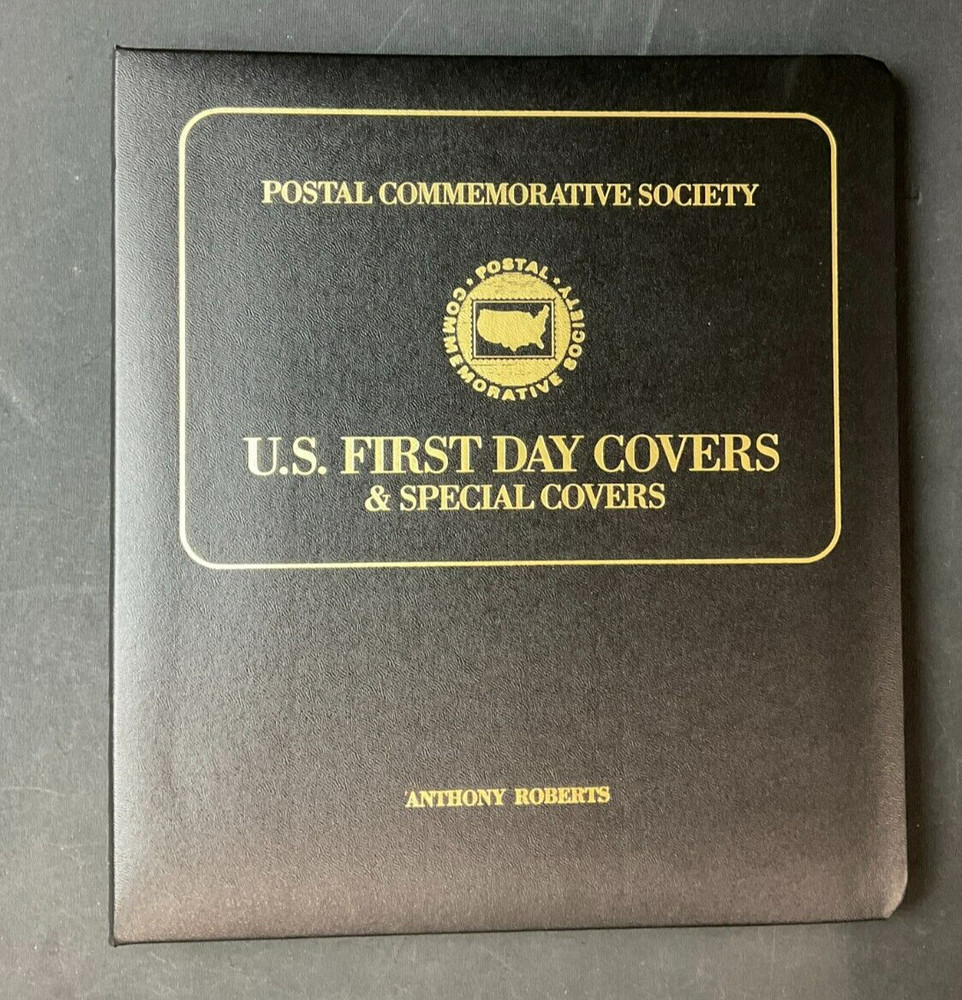 POSTAL COMMEMORATIVE SOCIETY
★ POSTAL ★
COMMEMORATIVE SOCIETY
U.S. FIRST DAY COVERS
& SPECIAL COVERS
ANTHONY ROBERTS